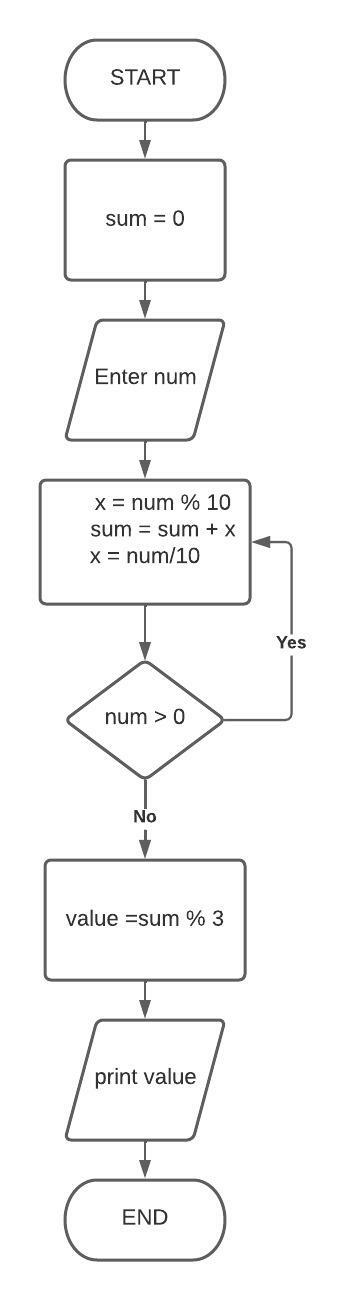 START
sum = 0
Enter num
x = num % 10
sum = sum + x
x = num/10
Yes
num > 0
No
value =sum % 3
print value
END